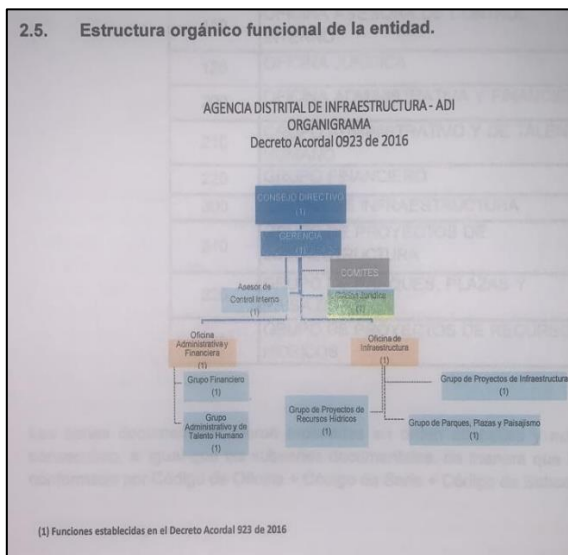 2.5. Estructura orgánico funcional de la entidad.
AGENCIA DISTRITAL DE INFRAESTRUCTURA - ADI
ORGANIGRAMA
Decreto Acordal 0923 de 2016
CONSEJO DIRECTIVO
(1)
GERENCIA
(1)
COMITES
Asesor de
Control Interno
(1)
Oficina Jurídica
(1)
Oficina
Administrativa y
Financiera
(1)
Oficina de
Infraestructura
(1)
Grupo Financiero
(1)
Grupo
Administrativo y de
Talento Humano
(1)
Grupo de Proyectos de
Recursos Hídricos
(1)
Grupo de Proyectos de Infraestructura
(1)
Grupo de Parques, Plazas y Paisajismo
(1)
(1) Funciones establecidas en el Decreto Acordal 923 de 2016